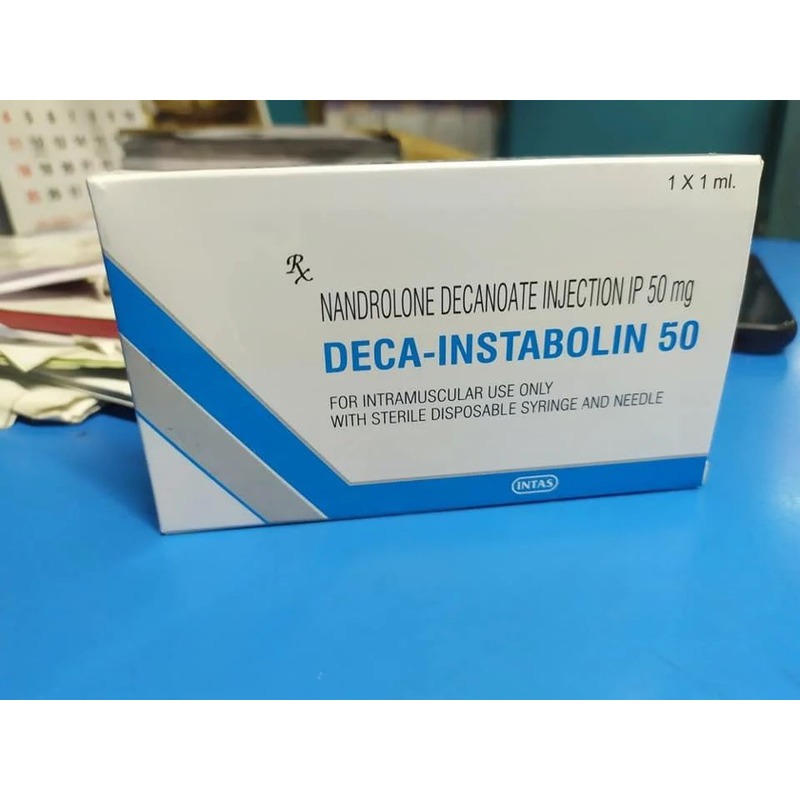 1 X 1 ml.
Rx
NANDROLONE DECANOATE INJECTION IP 50 mg
DECA-INSTABOLIN 50
FOR INTRAMUSCULAR USE ONLY
WITH STERILE DISPOSABLE SYRINGE AND NEEDLE
INTAS